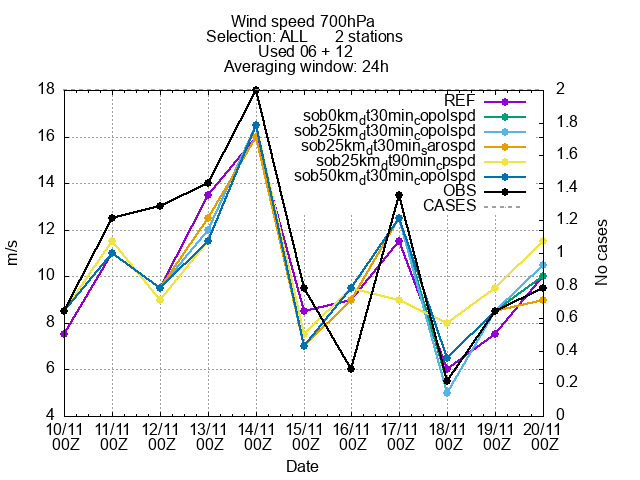 Wind speed 700hPa
Selection: ALL 2 stations
Used 06 + 12
Averaging window: 24h
REF
sob0km_dt30min_copolspd
sob25km_dt30min_copolspd
sob25km_dt30min_sarospd
sob25km_dt90min_cpspd
sob50km_dt30min_copolspd
OBS
CASES
18
16
14
12
10
8
6
4
m/s
2
1.8
1.6
1.4
1.2
1
0.8
0.6
0.4
0.2
0
No cases
10/11 11/11 12/11 13/11 14/11 15/11 16/11 17/11 18/11 19/11 20/11
00Z 00Z 00Z 00Z 00Z 00Z 00Z 00Z 00Z 00Z 00Z
Date